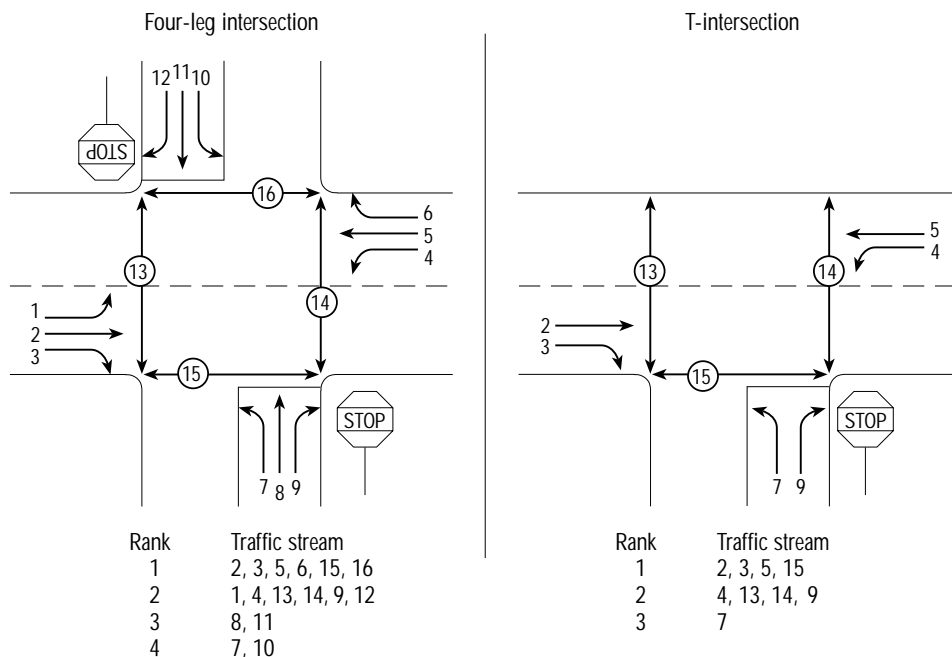 Four-leg intersection
12 11 10
STOP
16
6
5
4
13
14
1
2
3
15
STOP
7 8 9
Rank Traffic stream
1 2, 3, 5, 6, 15, 16
2 1, 4, 13, 14, 9, 12
3 8, 11
4 7, 10
T-intersection
5
4
13
14
2
3
15
STOP
7 9
Rank Traffic stream
1 2, 3, 5, 15
2 4, 13, 14, 9
3 7